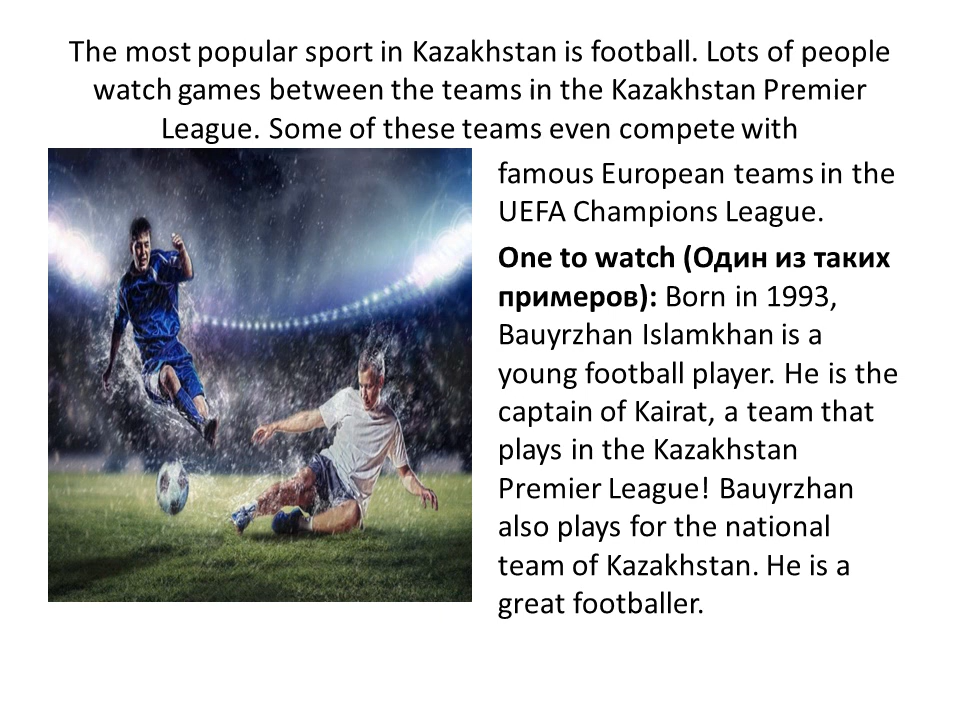 The most popular sport in Kazakhstan is football. Lots of people
watch games between the teams in the Kazakhstan Premier
League. Some of these teams even compete with
famous European teams in the
UEFA Champions League.
One to watch (Один из таких
примеров): Born in 1993,
Bauyrzhan Islamkhan is a
young football player. He is the
captain of Kairat, a team that
plays in the Kazakhstan
Premier League! Bauyrzhan
also plays for the national
team of Kazakhstan. He is a
great footballer.